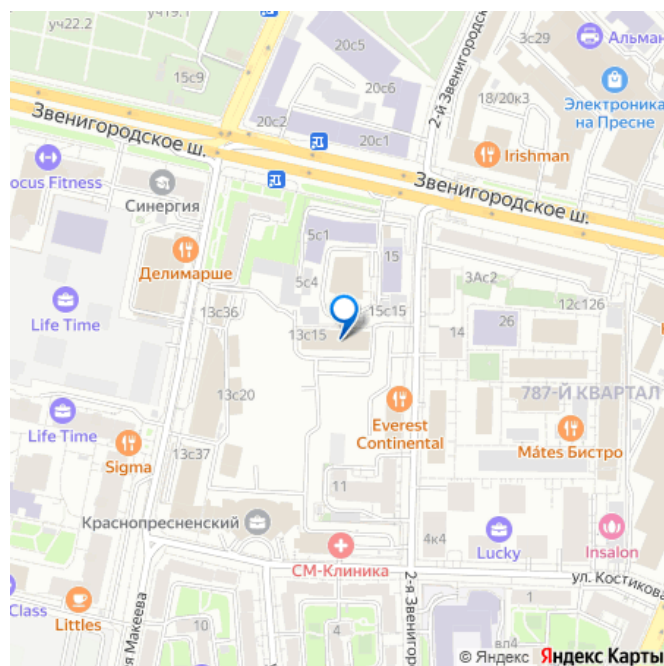 уч19.1
уч22.2
15с9
20с5
20с6
20с2
20с1
2-й Звенигородский
3с29
Альман
18/20к3
Электроника
на Пресне
Irishman
Звенигородское ш.
Звенигородское ш.
ocus Fitness
Синергия
Делимарше
5с1
15
5с4
3Ас2
12с126
Life Time
13с36
13с15
15с15
14
26
13с20
787-Й КВАРТАЛ
Everest
Continental
Mátes Бистро
Life Time
Sigma
13с37
11
Краснопресненский
СМ-Клиника
4к4
Lucky
Insalon
ул. Костикова
Class
Littles
я Макеева
10
4
2-я Звениго
1
вл4
© Яндекс Яндекс Карты